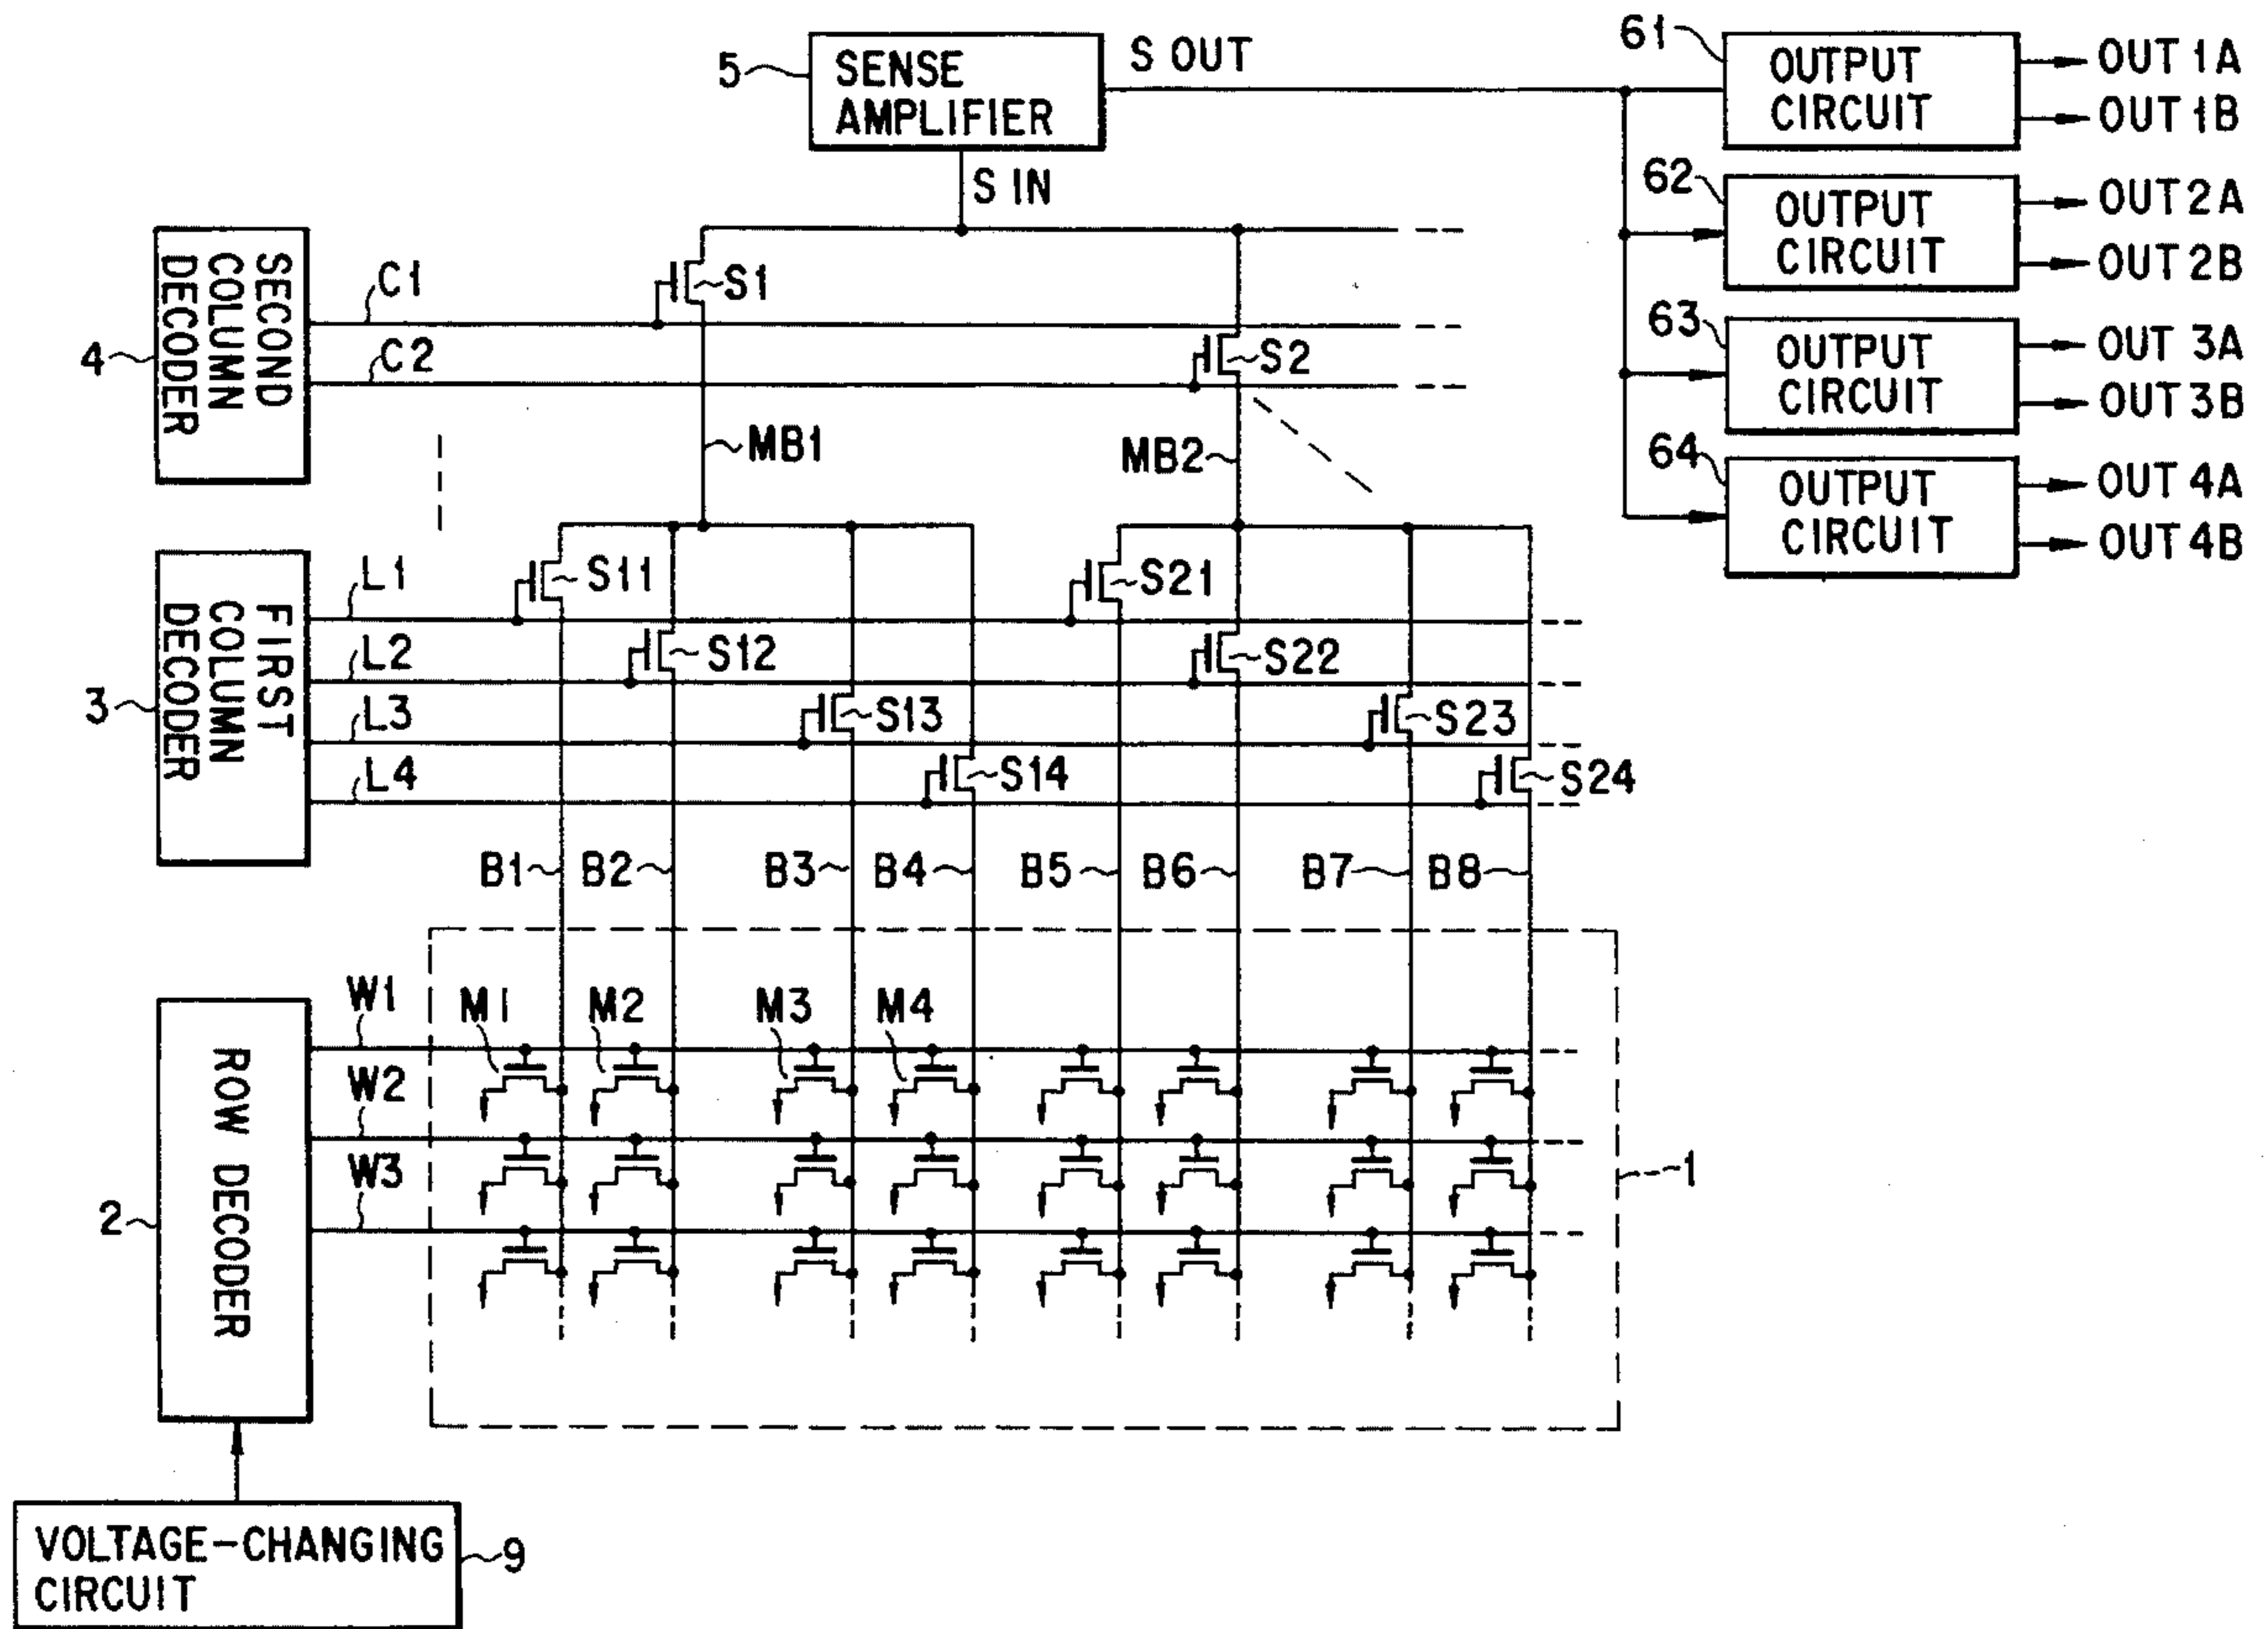 5
SENSE
AMPLIFIER
S OUT
S IN
61
OUTPUT
CIRCUIT
OUT 1A
OUT 1B
62
OUTPUT
CIRCUIT
OUT 2A
OUT 2B
63
OUTPUT
CIRCUIT
OUT 3A
OUT 3B
64
OUTPUT
CIRCUIT
OUT 4A
OUT 4B
4
SECOND
COLUMN
DECODER
C1
C2
S1
S2
MB1
MB2
3
FIRST
COLUMN
DECODER
L1
L2
L3
L4
S11
S12
S13
S14
S21
S22
S23
S24
B1
B2
B3
B4
B5
B6
B7
B8
2
ROW DECODER
W1
W2
W3
M1
M2
M3
M4
1
VOLTAGE-CHANGING
CIRCUIT
9